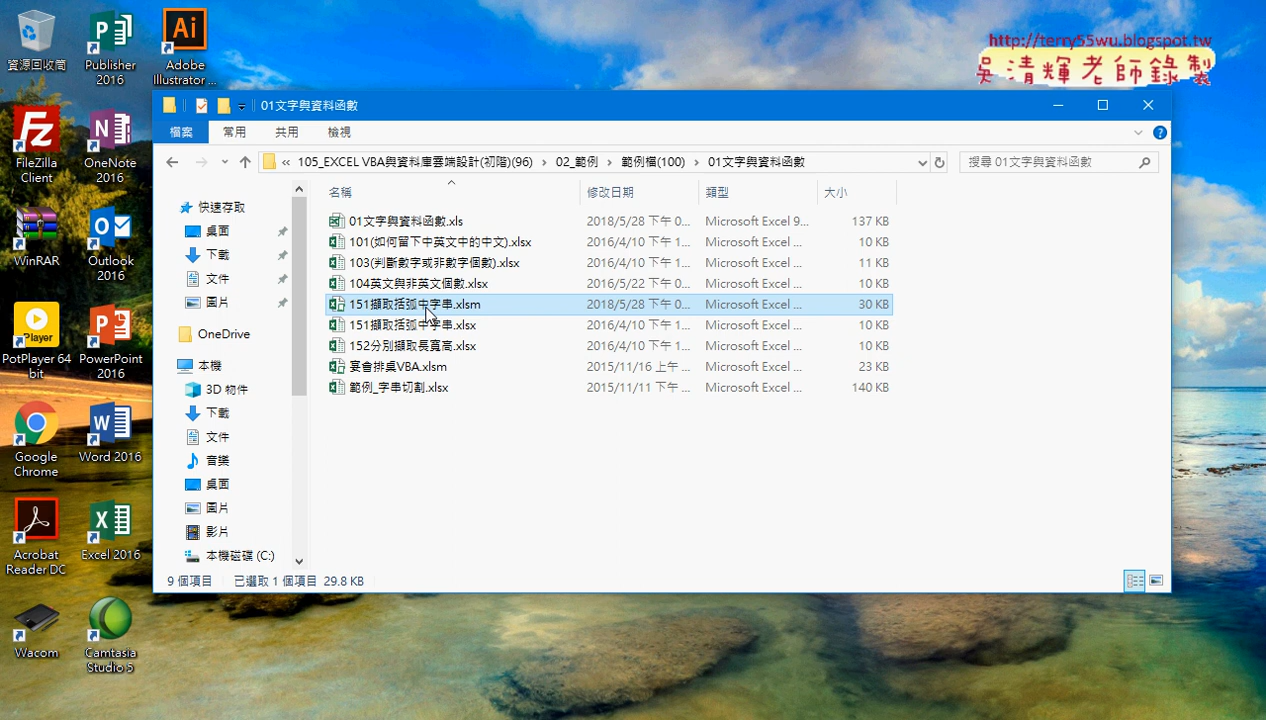 資源回收筒
Publisher 2016
Adobe Illustrator ...
FileZilla Client
OneNote 2016
WinRAR
Outlook 2016
PotPlayer 64 bit
PowerPoint 2016
Google Chrome
Word 2016
Acrobat Reader DC
Excel 2016
Wacom
Camtasia Studio 5
http://terry55wu.blogspot.tw
吳清輝老師錄製
01文字與資料函數
檔案 常用 共用 檢視
« 105_EXCEL VBA與資料庫雲端設計(初階)(96) › 02_範例 › 範例檔(100) › 01文字與資料函數
搜尋 01文字與資料函數
快速存取
桌面
下載
文件
圖片
OneDrive
本機
3D 物件
下載
文件
音樂
桌面
圖片
影片
本機磁碟 (C:)
名稱 修改日期 類型 大小
01文字與資料函數.xls 2018/5/28 下午 0... Microsoft Excel 9... 137 KB
101(如何留下中英文中的中文).xlsx 2016/4/10 下午 1... Microsoft Excel ... 10 KB
103(判斷數字或非數字個數).xlsx 2016/4/10 下午 1... Microsoft Excel ... 11 KB
104英文與非英文個數.xlsx 2016/5/22 下午 0... Microsoft Excel ... 10 KB
151擷取括弧中字串.xlsm 2018/5/28 下午 0... Microsoft Excel ... 30 KB
151擷取括弧中字串.xlsx 2016/4/10 下午 1... Microsoft Excel ... 10 KB
152分別擷取長寬高.xlsx 2016/4/10 下午 1... Microsoft Excel ... 10 KB
宴會排桌VBA.xlsm 2015/11/16 上午 ... Microsoft Excel ... 23 KB
範例_字串切割.xlsx 2015/11/11 下午 ... Microsoft Excel ... 140 KB
9 個項目 已選取 1 個項目 29.8 KB